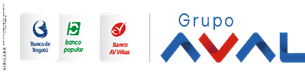 Banco de
Bogotá
banco
popular
Banco
AV Villas
Grupo
AVAL